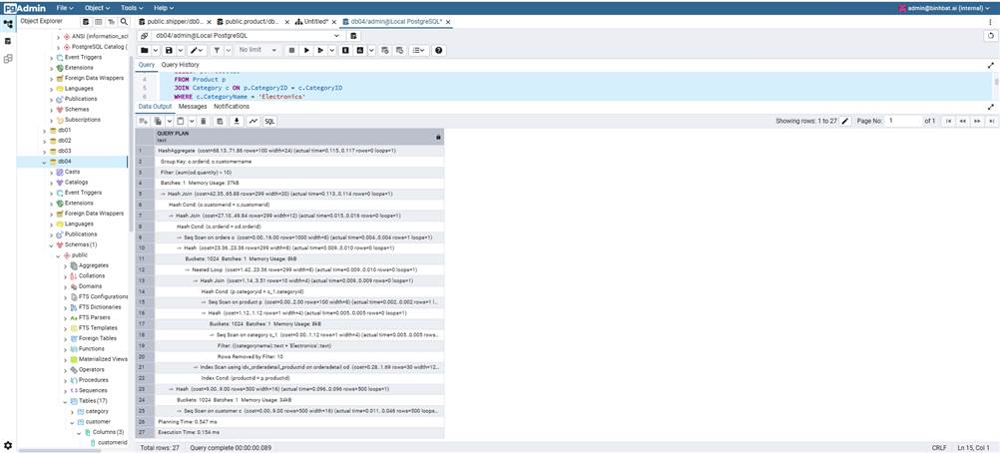 pgAdmin File Object Tools Help admin@binhbat.ai (internal)
Object Explorer
public.shipper/db0... public.product/db0... Untitled* db04/admin@Local PostgreSQL*
db04/admin@Local PostgreSQL
No limit
Query Query History
4 FROM Product p
5 JOIN Category c ON p.CategoryID = c.CategoryID
6 WHERE c.CategoryName = 'Electronics'
Data Output Messages Notifications
SQL
Showing rows: 1 to 27 Page No: 1 of 1
QUERY PLAN
text
1 HashAggregate (cost=68.13..71.86 rows=100 width=24) (actual time=0.115..0.117 rows=0 loops=1)
2 Group Key: o.orderid, c.customername
3 Filter: (sum(od.quantity) > 10)
4 Batches: 1 Memory Usage: 37kB
5 -> Hash Join (cost=42.35..65.88 rows=299 width=20) (actual time=0.113..0.114 rows=0 loops=1)
6 Hash Cond: (o.customerid = c.customerid)
7 -> Hash Join (cost=27.10..49.84 rows=299 width=12) (actual time=0.015..0.016 rows=0 loops=1)
8 Hash Cond: (o.orderid = od.orderid)
9 -> Seq Scan on orders o (cost=0.00..16.00 rows=1000 width=8) (actual time=0.004..0.004 rows=1 loops=1)
10 -> Hash (cost=23.36..23.36 rows=299 width=8) (actual time=0.009..0.010 rows=0 loops=1)
11 Buckets: 1024 Batches: 1 Memory Usage: 8kB
12 -> Nested Loop (cost=1.42..23.36 rows=299 width=8) (actual time=0.009..0.010 rows=0 loops=1)
13 -> Hash Join (cost=1.14..3.51 rows=10 width=4) (actual time=0.009..0.009 rows=0 loops=1)
14 Hash Cond: (p.categoryid = c_1.categoryid)
15 -> Seq Scan on product p (cost=0.00..2.00 rows=100 width=8) (actual time=0.002..0.002 rows=1 l...
16 -> Hash (cost=1.12..1.12 rows=1 width=4) (actual time=0.005..0.005 rows=0 loops=1)
17 Buckets: 1024 Batches: 1 Memory Usage: 8kB
18 -> Seq Scan on category c_1 (cost=0.00..1.12 rows=1 width=4) (actual time=0.005..0.005 rows...
19 Filter: ((categoryname)::text = 'Electronics'::text)
20 Rows Removed by Filter: 10
21 -> Index Scan using idx_ordersdetail_productid on ordersdetail od (cost=0.28..1.69 rows=30 width=12...
22 Index Cond: (productid = p.productid)
23 -> Hash (cost=9.00..9.00 rows=500 width=16) (actual time=0.096..0.096 rows=500 loops=1)
24 Buckets: 1024 Batches: 1 Memory Usage: 34kB
25 -> Seq Scan on customer c (cost=0.00..9.00 rows=500 width=16) (actual time=0.011..0.046 rows=500 loops...
26 Planning Time: 0.547 ms
27 Execution Time: 0.154 ms
ANSI (information_scl
PostgreSQL Catalog (
Event Triggers
Extensions
Foreign Data Wrappers
Languages
Publications
Schemas
Subscriptions
db01
db02
db03
db04
Casts
Catalogs
Event Triggers
Extensions
Foreign Data Wrappers
Languages
Publications
Schemas (1)
public
Aggregates
Collations
Domains
FTS Configurations
FTS Dictionaries
FTS Parsers
FTS Templates
Foreign Tables
Functions
Materialized Views
Operators
Procedures
1.3 Sequences
Tables (17)
category
customer
Columns (3)
customerid
Total rows: 27 Query complete 00:00:00.089 CRLF Ln 15, Col 1